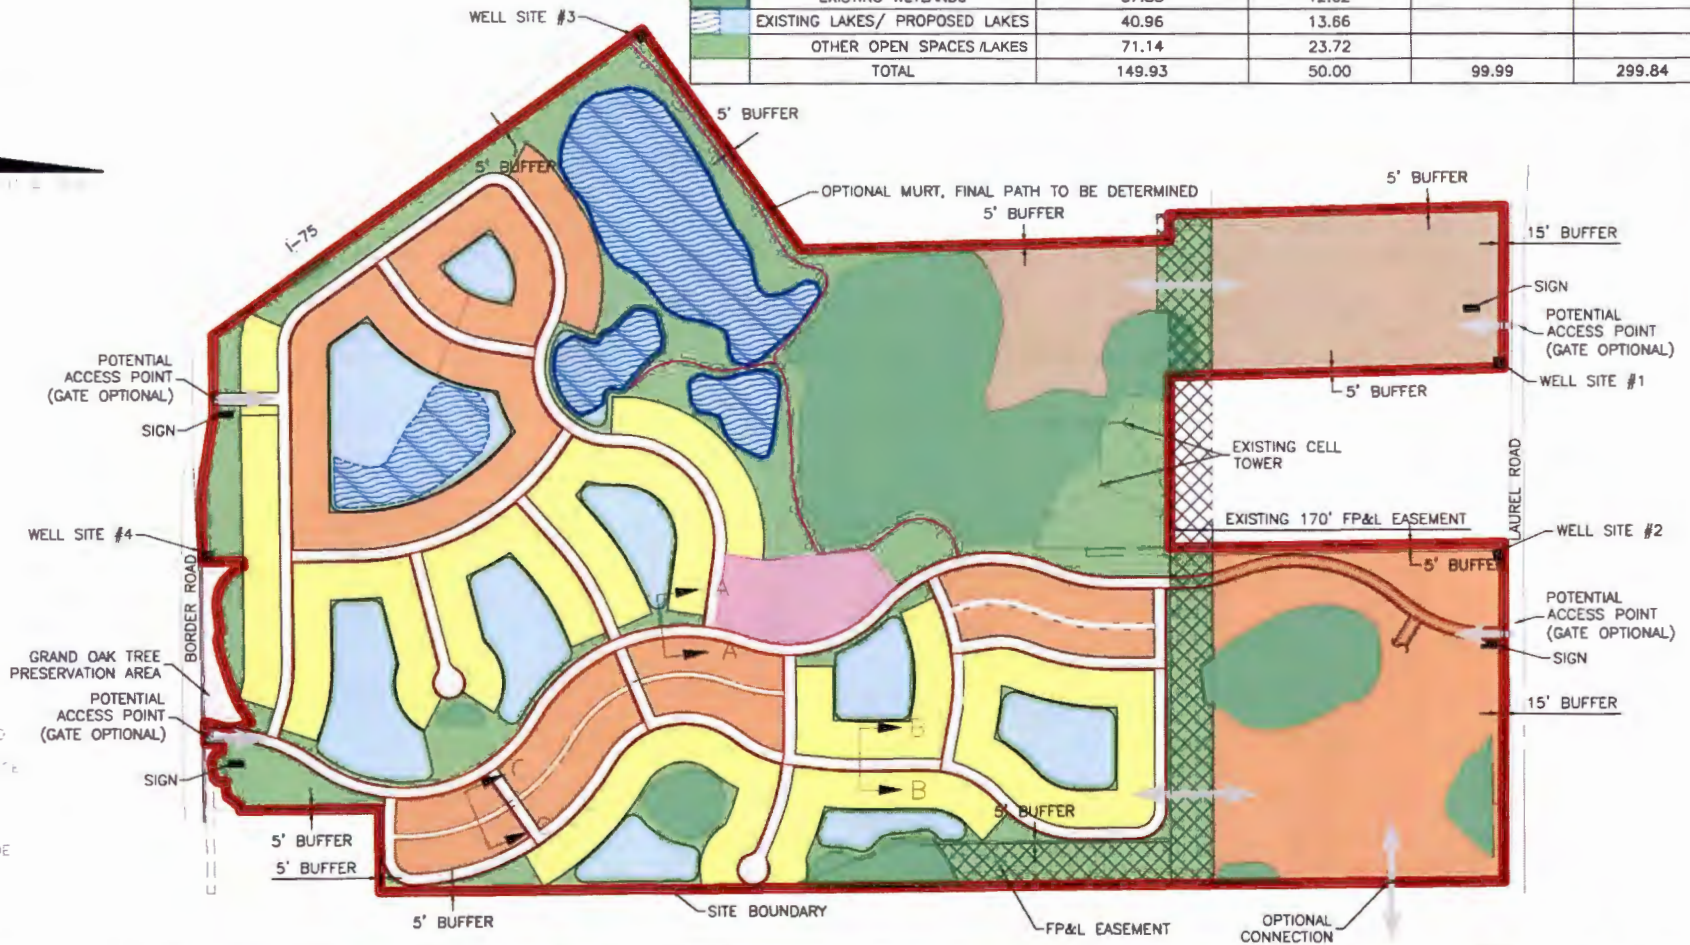 EXISTING WETLANDS
EXISTING LAKES/ PROPOSED LAKES 40.96 13.66
OTHER OPEN SPACES/LAKES 71.14 23.72
TOTAL 149.93 50.00 99.99 299.84
WELL SITE #3
5' BUFFER
5' BUFFER
OPTIONAL MURT, FINAL PATH TO BE DETERMINED
5' BUFFER
5' BUFFER
15' BUFFER
I-75
SIGN
POTENTIAL
ACCESS POINT
(GATE OPTIONAL)
POTENTIAL
ACCESS POINT
(GATE OPTIONAL)
SIGN
WELL SITE #1
5' BUFFER
EXISTING CELL
TOWER
LAUREL ROAD
EXISTING 170' FP&L EASEMENT
WELL SITE #2
5' BUFFE
WELL SITE #4
BORDER ROAD
A
A
POTENTIAL
ACCESS POINT
(GATE OPTIONAL)
SIGN
GRAND OAK TREE
PRESERVATION AREA
POTENTIAL
ACCESS POINT
(GATE OPTIONAL)
SIGN
15' BUFFER
B
B
C
5' BUFFER
5' BUFFER
5' BUFFER
5' BUFFER
SITE BOUNDARY
FP&L EASEMENT
OPTIONAL
CONNECTION